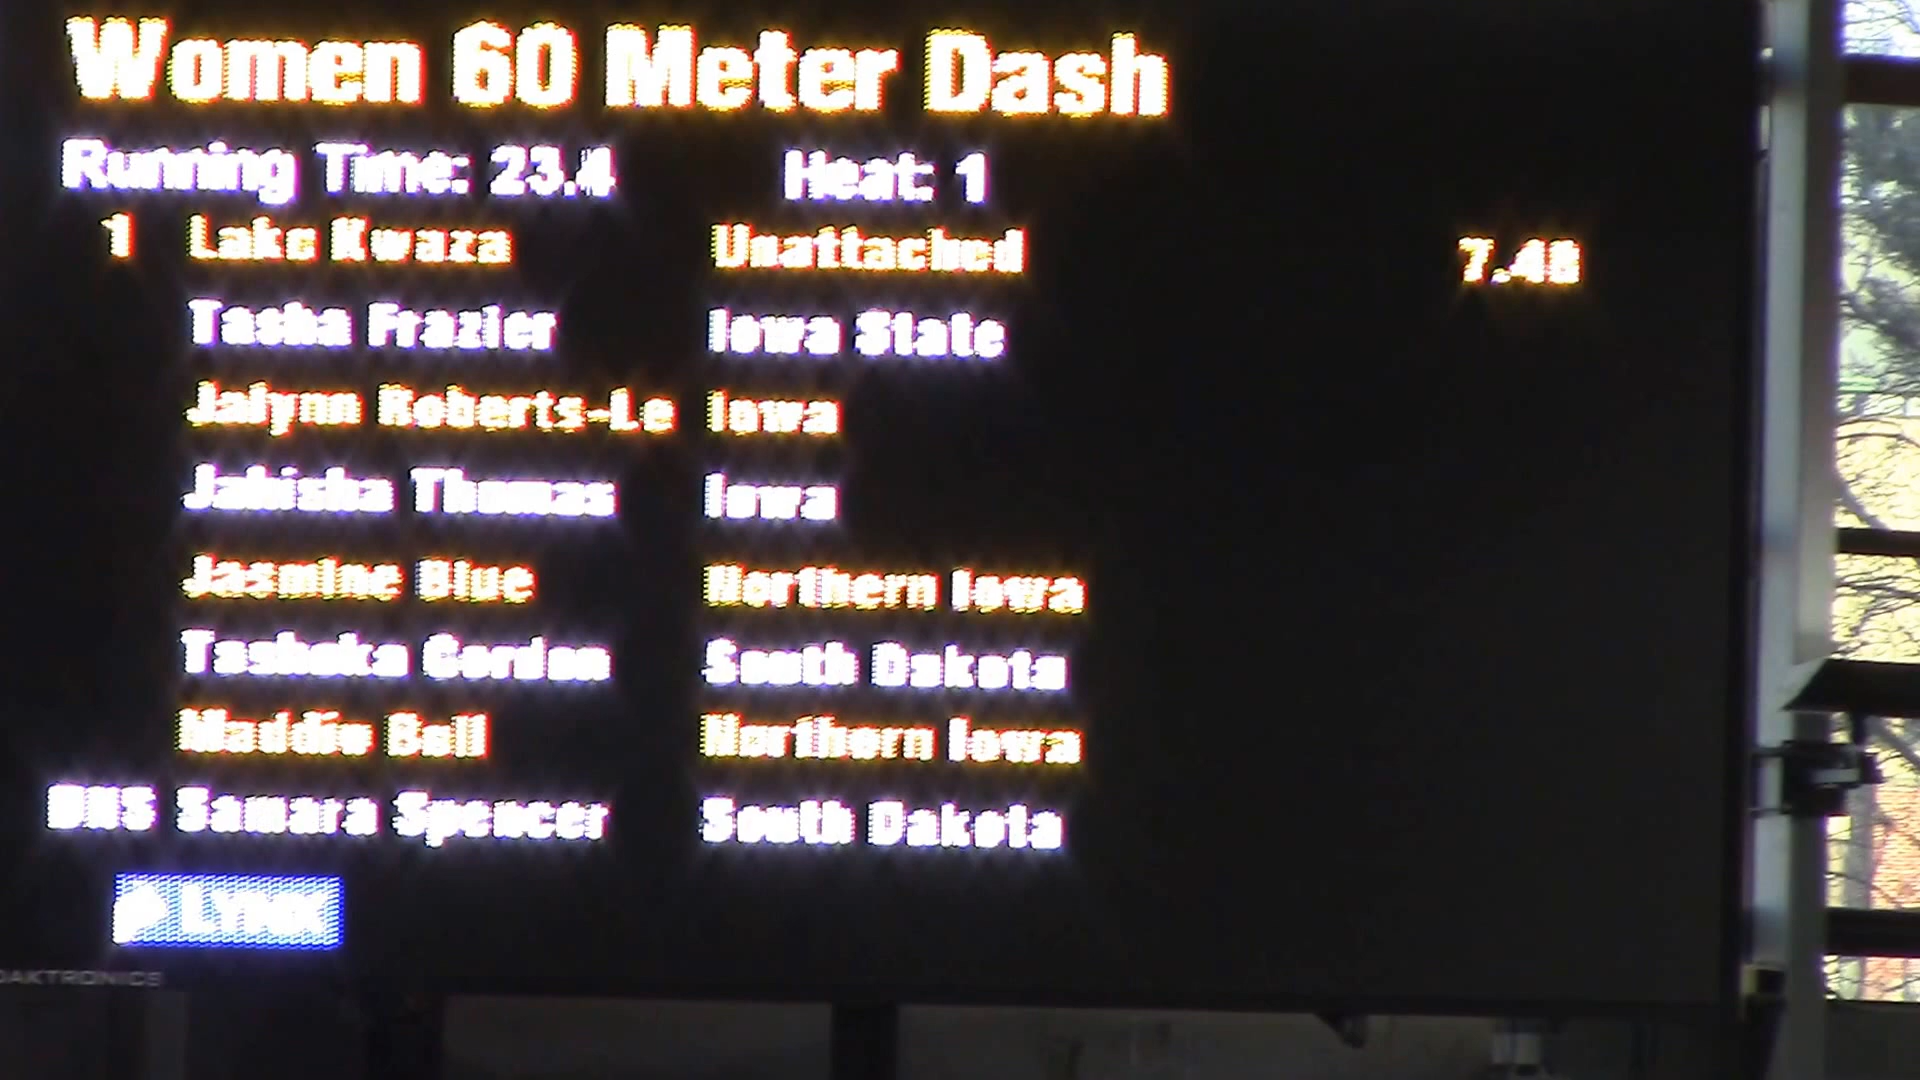 Women 60 Meter Dash
Running Time: 23.4 Heat: 1
1 Lake Kwaza Unattached 7.48
Tasha Frazier Iowa State
Jalynn Roberts-Le Iowa
Jahisha Thomas Iowa
Jasmine Blue Northern Iowa
Tasheka Gordon South Dakota
Maddie Bell Northern Iowa
DNS Samara Spencer South Dakota
LYNX
DAKTRONICS